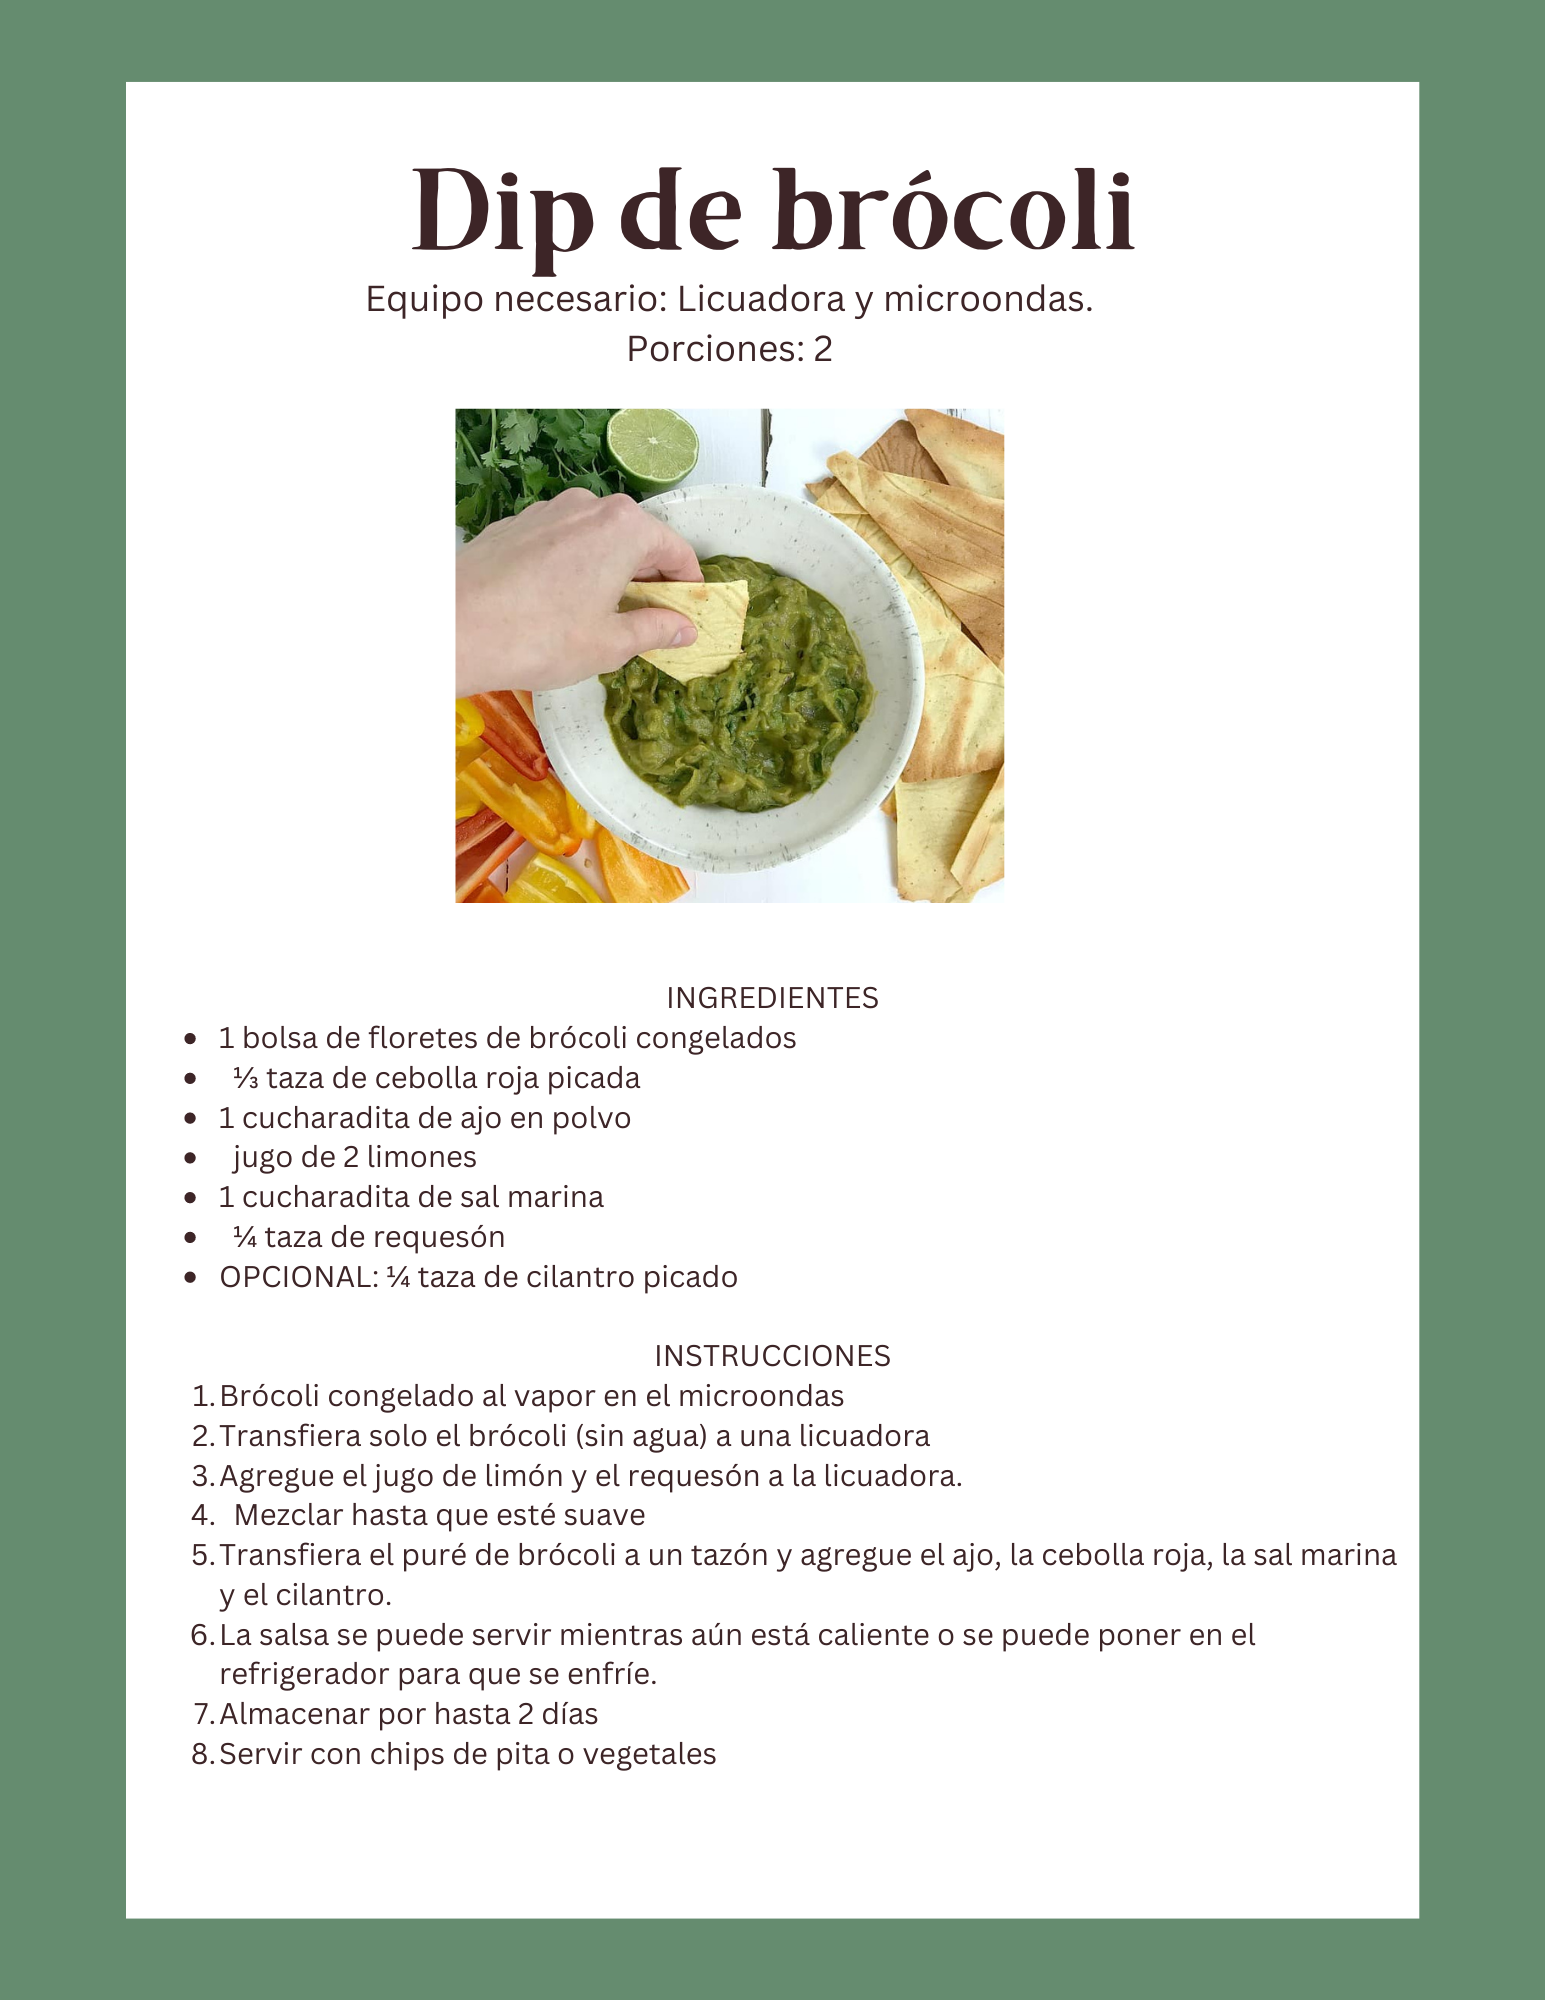 Dip de brócoli
Equipo necesario: Licuadora y microondas.
Porciones: 2
INGREDIENTES
• 1 bolsa de floretes de brócoli congelados
• ⅓ taza de cebolla roja picada
• 1 cucharadita de ajo en polvo
• jugo de 2 limones
• 1 cucharadita de sal marina
• ¼ taza de requesón
• OPCIONAL: ¼ taza de cilantro picado
INSTRUCCIONES
1. Brócoli congelado al vapor en el microondas
2. Transfiera solo el brócoli (sin agua) a una licuadora
3. Agregue el jugo de limón y el requesón a la licuadora.
4. Mezclar hasta que esté suave
5. Transfiera el puré de brócoli a un tazón y agregue el ajo, la cebolla roja, la sal marina
y el cilantro.
6. La salsa se puede servir mientras aún está caliente o se puede poner en el
refrigerador para que se enfríe.
7. Almacenar por hasta 2 días
8. Servir con chips de pita o vegetales